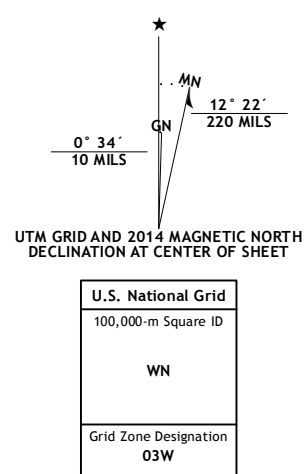 ★
MN
GN
12° 22´
220 MILS
0° 34´
10 MILS
UTM GRID AND 2014 MAGNETIC NORTH
DECLINATION AT CENTER OF SHEET
U.S. National Grid
100,000-m Square ID
WN
Grid Zone Designation
03W